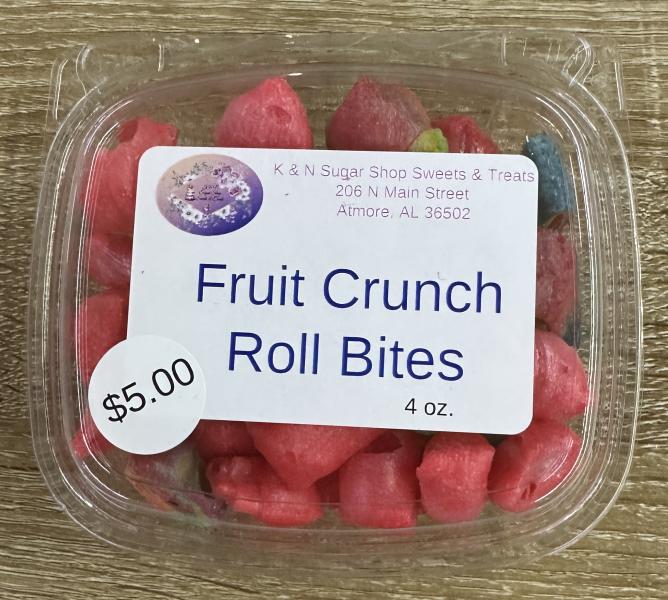 K & N Sugar Shop Sweets & Treats
206 N Main Street
Atmore, AL 36502
Fruit Crunch
Roll Bites
4 oz.
$5.00